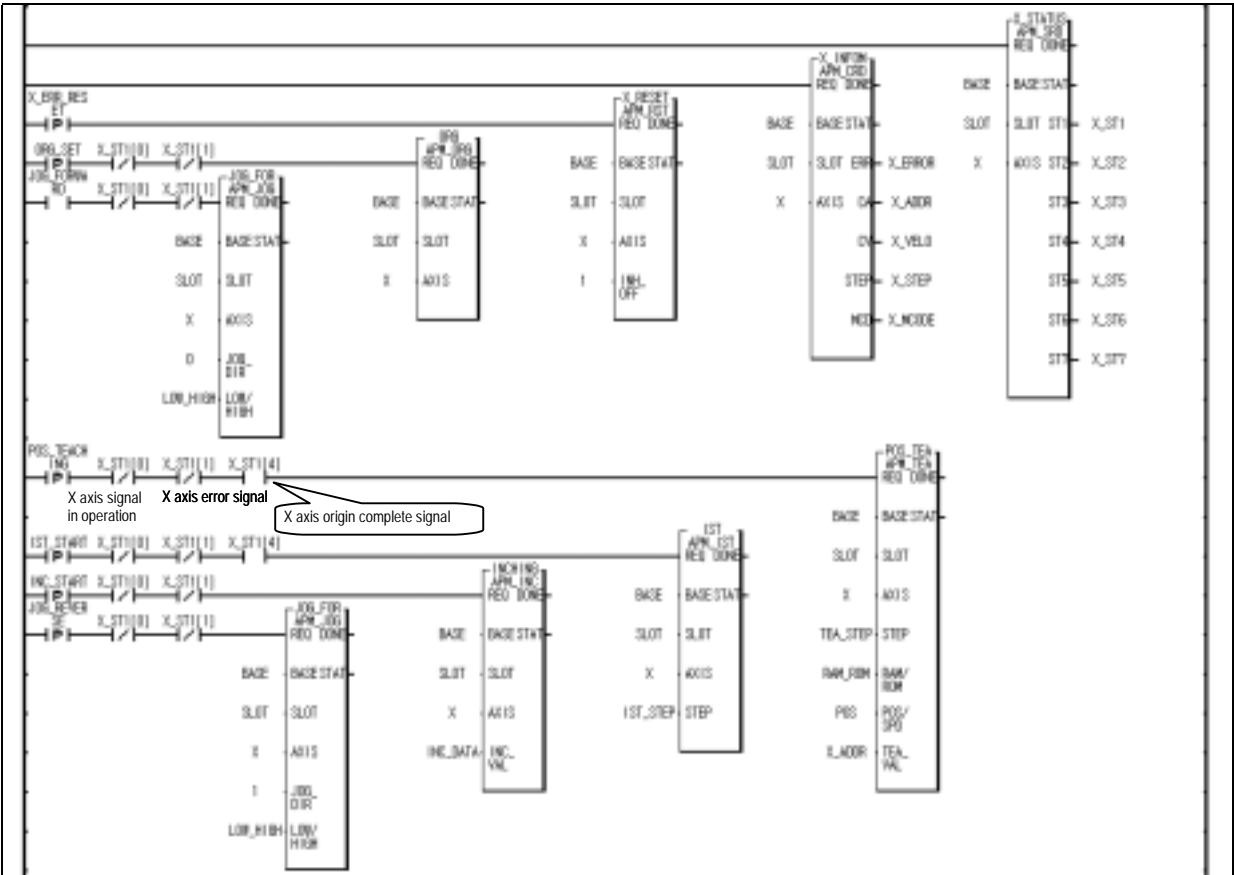 X_STATUS
APM_SRD
REQ DONE
BASE BASE STAT
SLOT SLOT ST1 X_ST1
X AXIS ST2 X_ST2
ST3 X_ST3
ST4 X_ST4
ST5 X_ST5
ST6 X_ST6
ST7 X_ST7
APM_CRD
REQ DONE
BASE BASE STAT
SLOT SLOT ERR X_ERROR
X AXIS CA X_ADDR
CV X_VELO
STEP X_STEP
MCD X_MCODE
X_ERR_RES
ET
P
X_RESET
APM_RST
REQ DONE
BASE BASE STAT
SLOT SLOT
X AXIS
1 INH_
OFF
ORG_SET X_ST1[0] X_ST1[1]
P
ORG
APM_ORG
REQ DONE
BASE BASE STAT
SLOT SLOT
X AXIS
JOG_FORWA
RD X_ST1[0] X_ST1[1]
JOG_FOR
APM_JOG
REQ DONE
BASE BASE STAT
SLOT SLOT
X AXIS
0 JOG_
DIR
LOW_HIGH LOW/
HIGH
POS_TEACH
ING X_ST1[0] X_ST1[1] X_ST1[4]
P
X axis signal
in operation
X axis error signal
X axis origin complete signal
POS_TEA
APM_TEA
REQ DONE
BASE BASE STAT
SLOT SLOT
X AXIS
TEA_STEP STEP
RAM_ROM RAM/
ROM
POS POS/
SPD
X_ADDR TEA_
VAL
IST_START X_ST1[0] X_ST1[1] X_ST1[4]
P
IST
APM_IST
REQ DONE
BASE BASE STAT
SLOT SLOT
X AXIS
IST_STEP STEP
INC_START X_ST1[0] X_ST1[1]
P
INCHING
APM_INC
REQ DONE
BASE BASE STAT
SLOT SLOT
X AXIS
INC_DATA INC_
VAL
JOG_REVER
SE X_ST1[0] X_ST1[1]
P
JOG_FOR
APM_JOG
REQ DONE
BASE BASE STAT
SLOT SLOT
X AXIS
1 JOG_
DIR
LOW_HIGH LOW/
HIGH